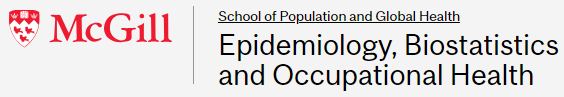 McGill
School of Population and Global Health
Epidemiology, Biostatistics
and Occupational Health